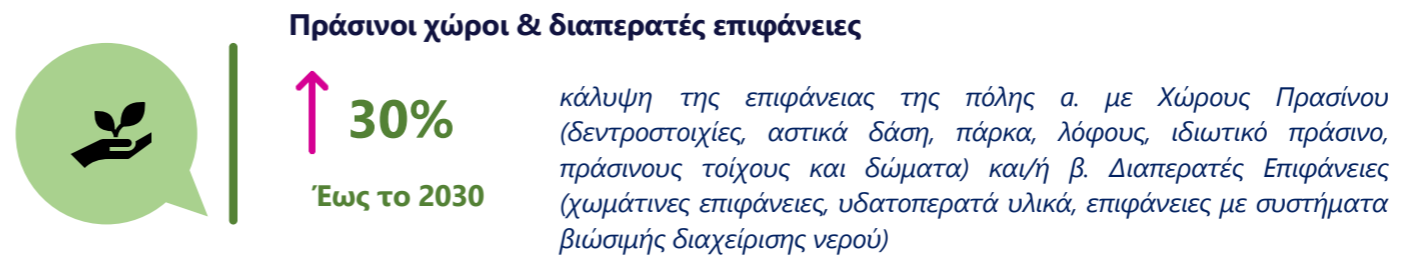 Πράσινοι χώροι & διαπερατές επιφάνειες
30%
Έως το 2030
κάλυψη της επιφάνειας της πόλης α. με Χώρους Πρασίνου
(δεντροστοιχίες, αστικά δάση, πάρκα, λόφους, ιδιωτικό πράσινο,
πράσινους τοίχους και δώματα) και/ή β. Διαπερατές Επιφάνειες
(χωμάτινες επιφάνειες, υδατοπερατά υλικά, επιφάνειες με συστήματα
βιώσιμής διαχείρισης νερού)